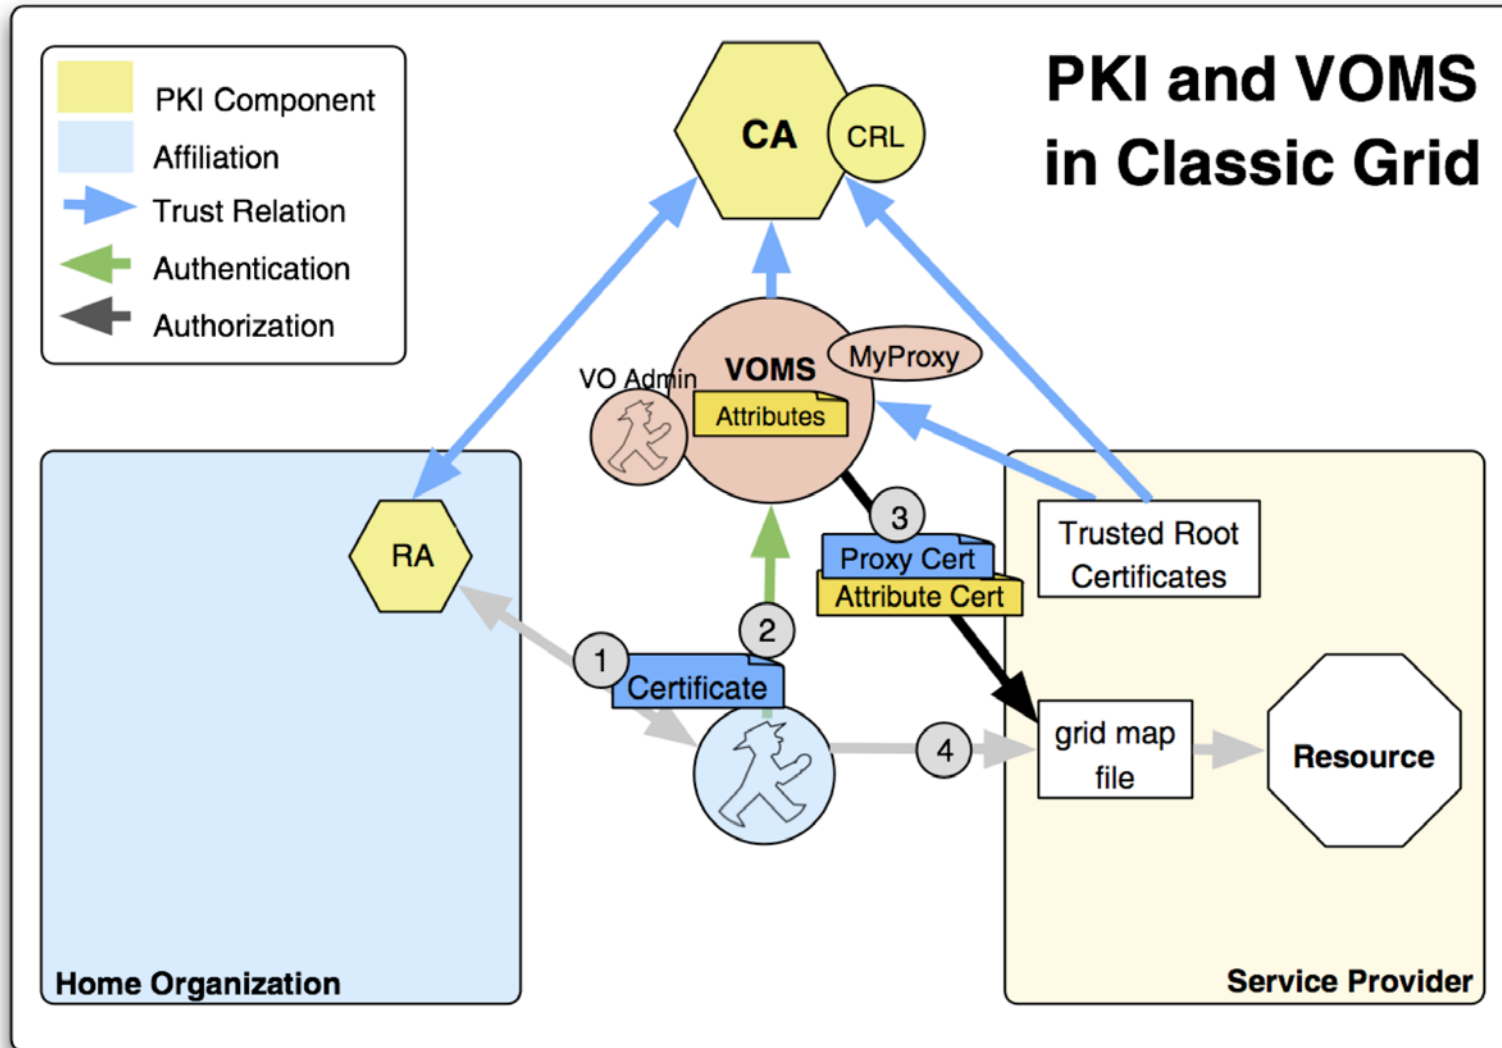 PKI and VOMS
in Classic Grid
PKI Component
Affiliation
Trust Relation
Authentication
Authorization
CA
CRL
VOMS
MyProxy
VO Admin
Attributes
3
Proxy Cert
Attribute Cert
Trusted Root
Certificates
RA
2
1
Certificate
4
grid map
file
Resource
Home Organization
Service Provider